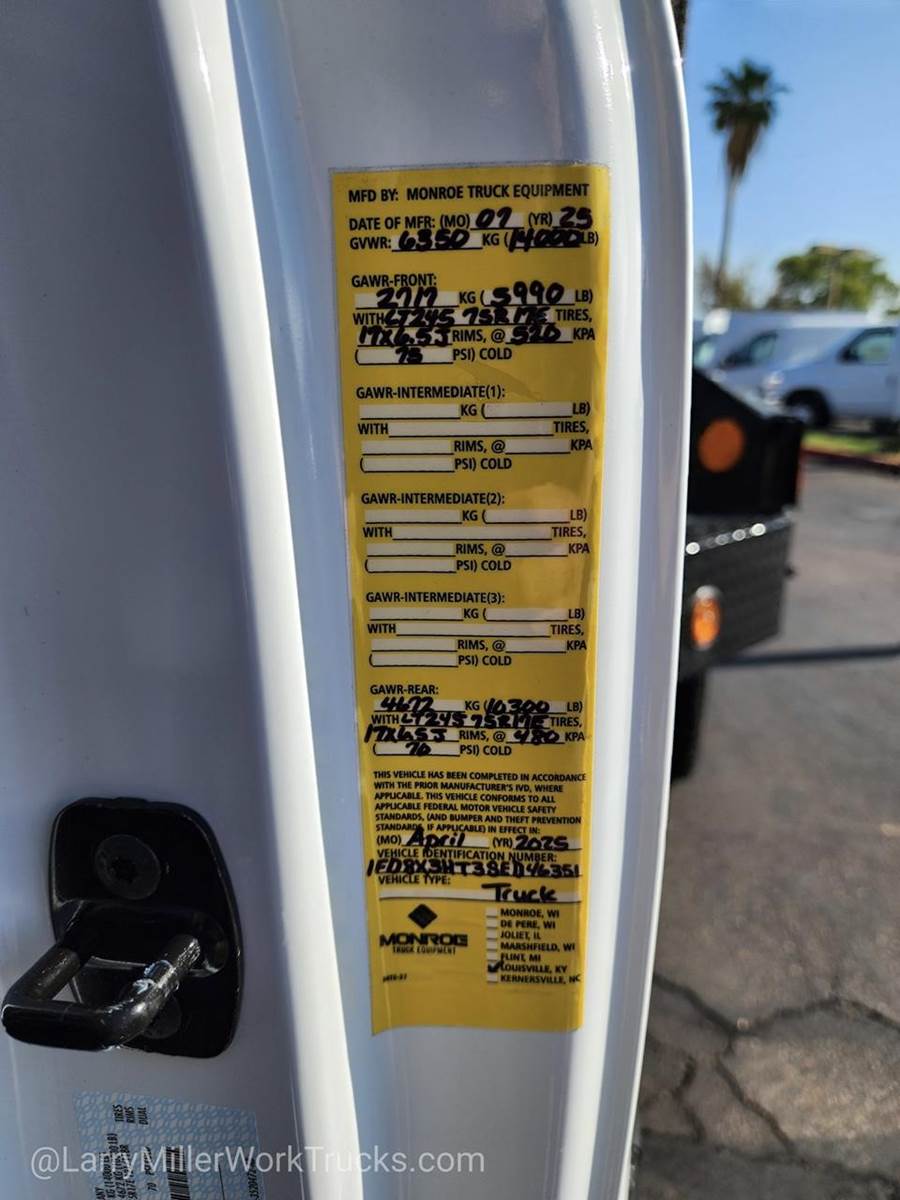 MFD BY: MONROE TRUCK EQUIPMENT
DATE OF MFR: (MO) 07 (YR) 25
GVWR: 6350 KG (14000 LB)
GAWR-FRONT:
2717 KG (5990 LB)
WITH LT245 75R17E TIRES,
17X6.5J RIMS, @ 520 KPA
(75 PSI) COLD
GAWR-INTERMEDIATE(1):
KG ( LB)
WITH TIRES,
RIMS, @ KPA
( PSI) COLD
GAWR-INTERMEDIATE(2):
KG ( LB)
WITH TIRES,
RIMS, @ KPA
( PSI) COLD
GAWR-INTERMEDIATE(3):
KG ( LB)
WITH TIRES,
RIMS, @ KPA
( PSI) COLD
GAWR-REAR:
4672 KG (10300 LB)
WITH LT245 75R17E TIRES,
17X6.5J RIMS, @ 480 KPA
(70 PSI) COLD
THIS VEHICLE HAS BEEN COMPLETED IN ACCORDANCE
WITH THE PRIOR MANUFACTURER'S IVD, WHERE
APPLICABLE. THIS VEHICLE CONFORMS TO ALL
APPLICABLE FEDERAL MOTOR VEHICLE SAFETY
STANDARDS, (AND BUMPER AND THEFT PREVENTION
STANDARDS, IF APPLICABLE) IN EFFECT IN:
(MO) April (YR) 2025
VEHICLE IDENTIFICATION NUMBER:
1FD8X3HT3SED46351
VEHICLE TYPE:
Truck
MONROE
TRUCK EQUIPMENT
MONROE, WI
DE PERE, WI
JOLIET, IL
MARSHFIELD, WI
FLINT, MI
LOUISVILLE, KY
KERNERSVILLE, NC
TIRES
RIMS
DUAL
70
@LarryMillerWorkTrucks.com